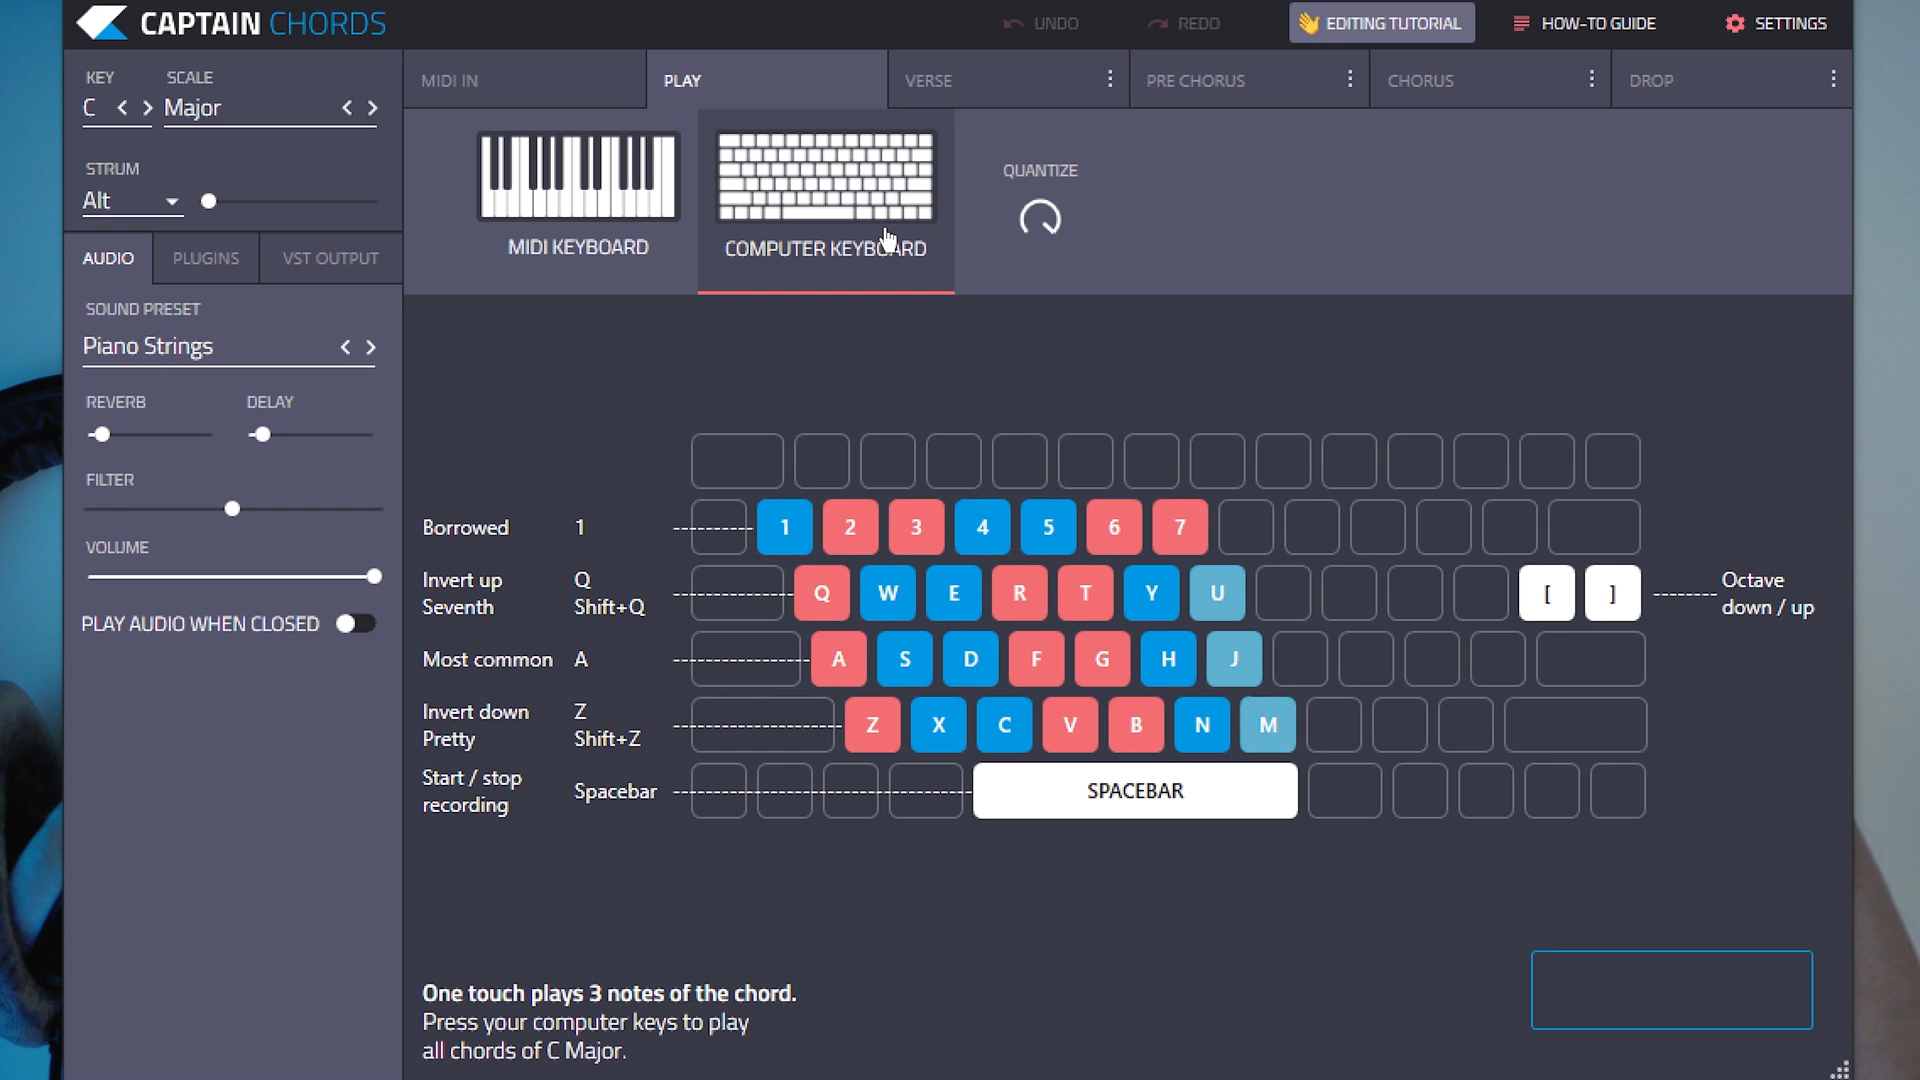 CAPTAIN CHORDS
UNDO
REDO
EDITING TUTORIAL
HOW-TO GUIDE
SETTINGS
KEY
SCALE
C
Major
STRUM
Alt
AUDIO
PLUGINS
VST OUTPUT
SOUND PRESET
Piano Strings
REVERB
DELAY
FILTER
VOLUME
PLAY AUDIO WHEN CLOSED
MIDI IN
PLAY
VERSE
PRE CHORUS
CHORUS
DROP
MIDI KEYBOARD
COMPUTER KEYBOARD
QUANTIZE
Borrowed 1
1 2 3 4 5 6 7
Invert up Q
Seventh Shift+Q
Q W E R T Y U [ ]
Octave
down / up
Most common A
A S D F G H J
Invert down Z
Pretty Shift+Z
Z X C V B N M
Start / stop
recording
Spacebar
SPACEBAR
One touch plays 3 notes of the chord.
Press your computer keys to play
all chords of C Major.